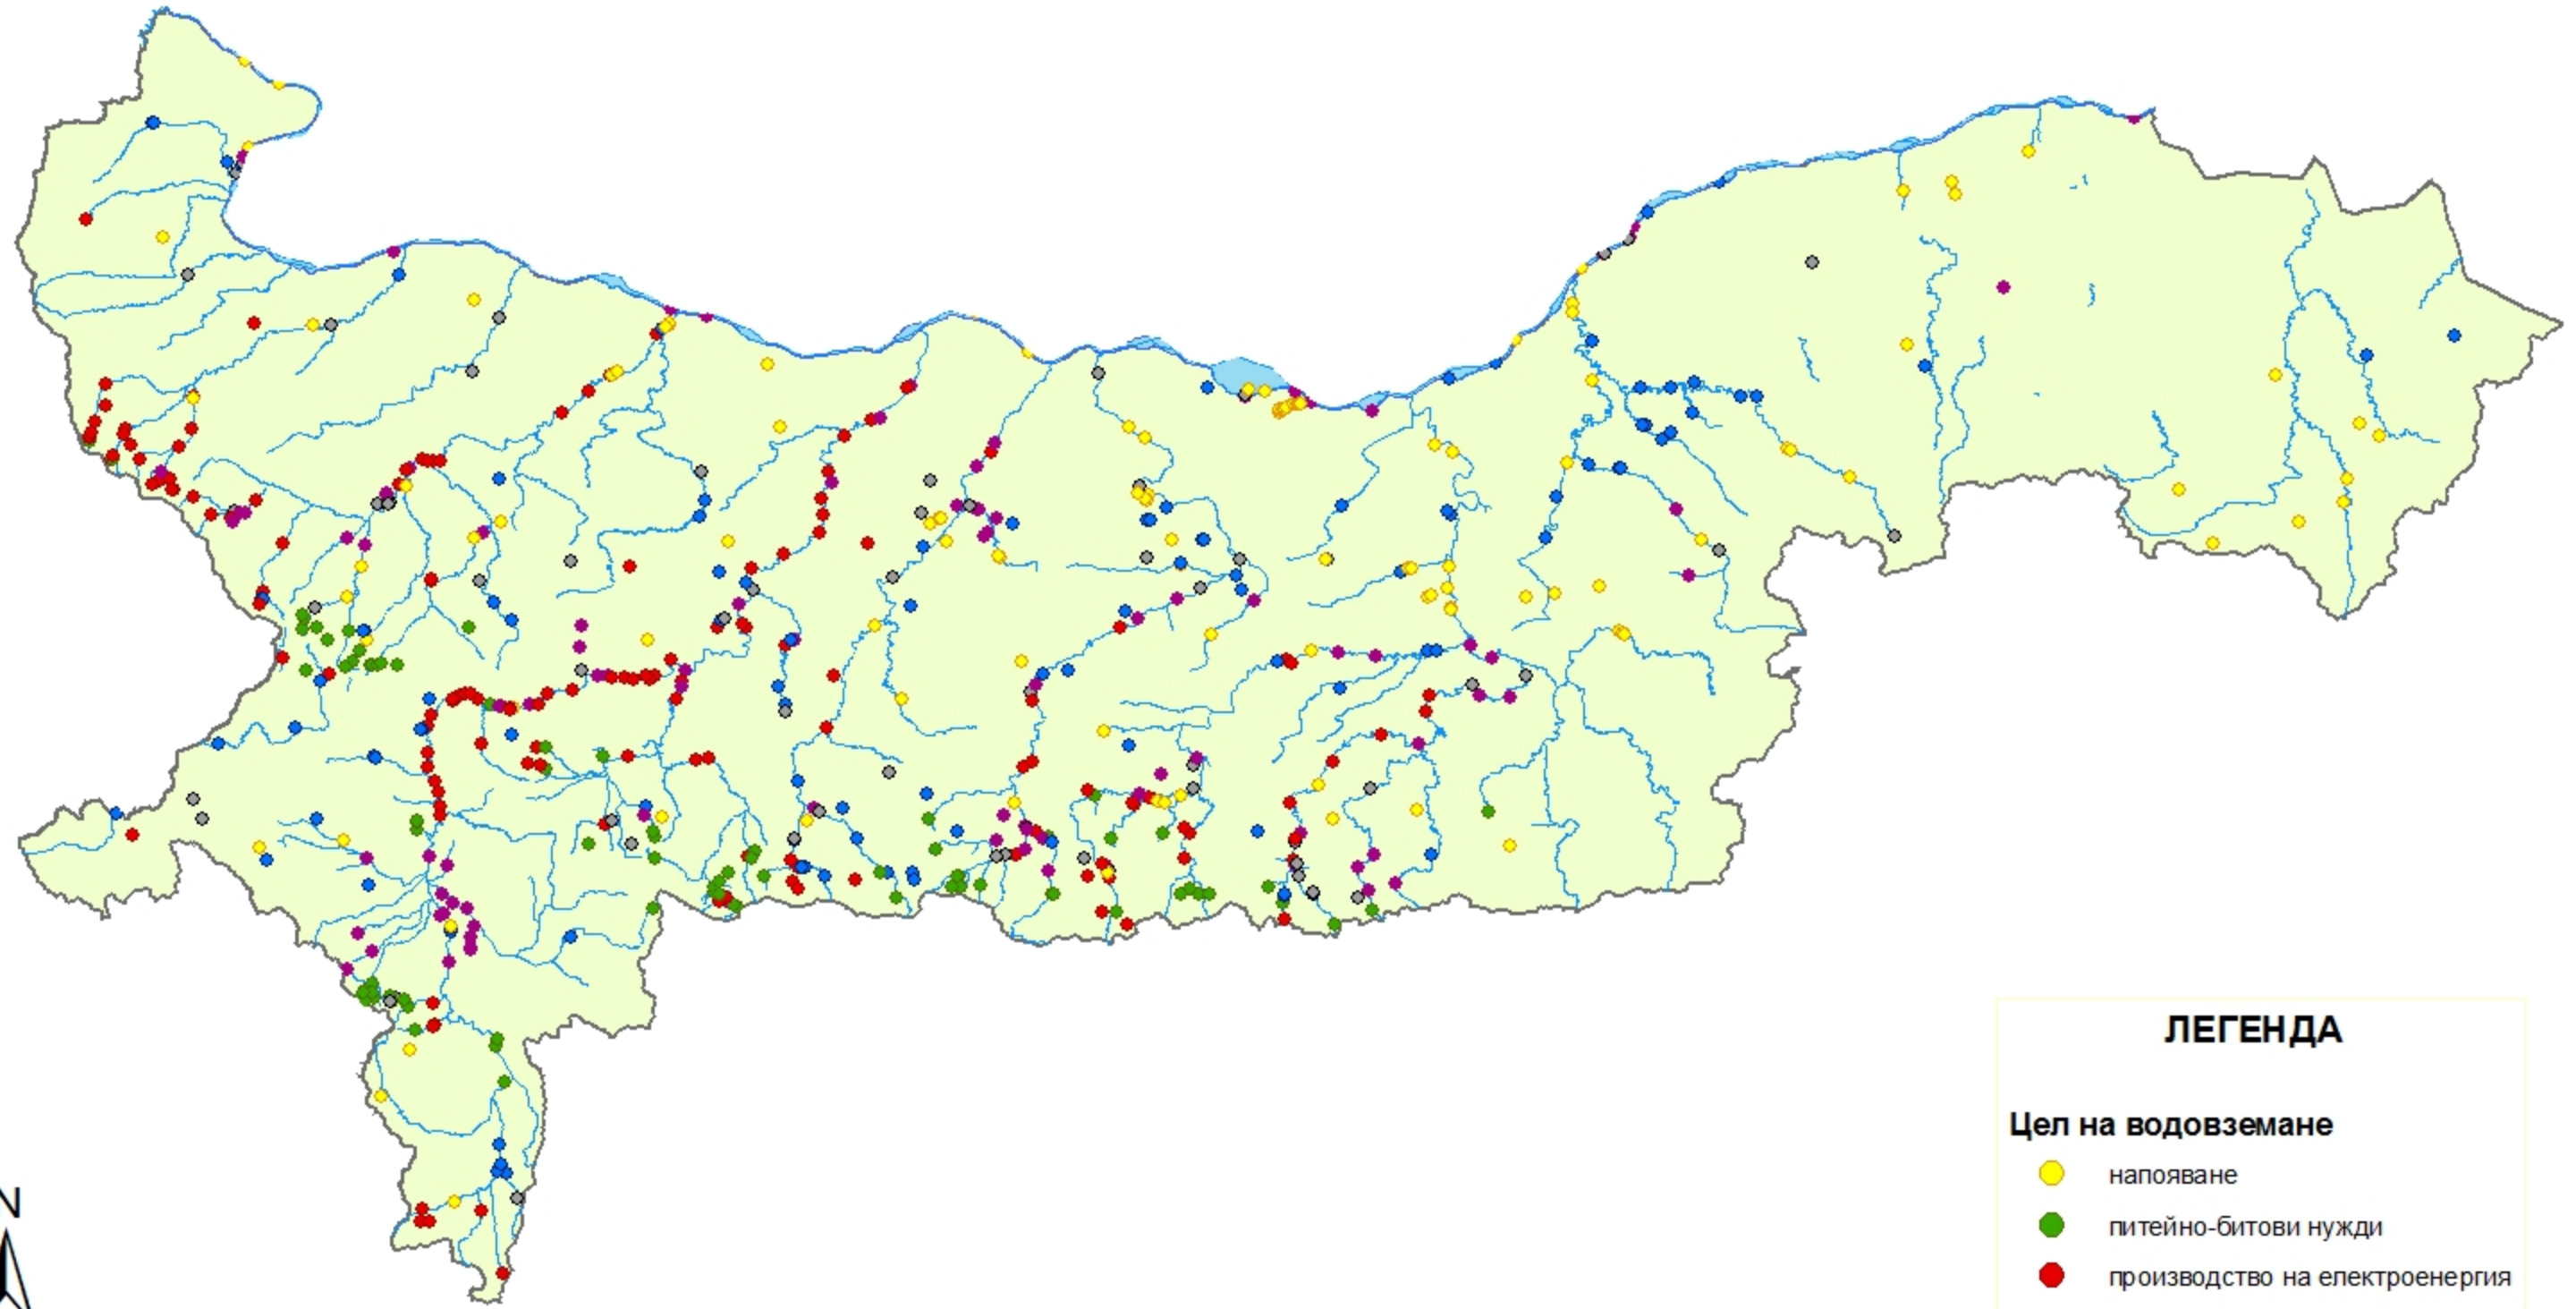 ЛЕГЕНДА
Цел на водовземане
напояване
питейно-битови нужди
производство на електроенергия
N